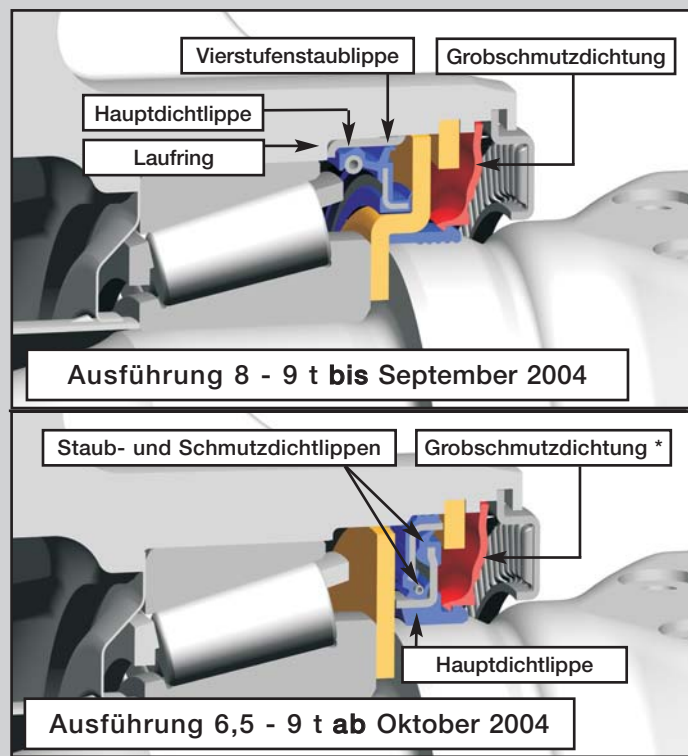 Vierstufenstaublippe
Grobschmutzdichtung
Hauptdichtlippe
Laufring
Ausführung 8 - 9 t bis September 2004
Staub- und Schmutzdichtlippen
Grobschmutzdichtung *
Hauptdichtlippe
Ausführung 6,5 - 9 t ab Oktober 2004